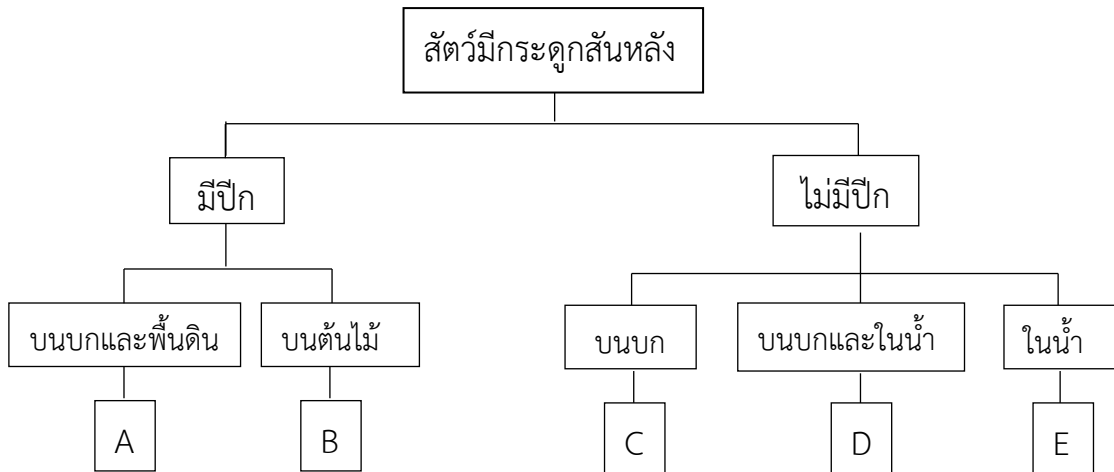 สัตว์มีกระดูกสันหลัง
มีปีก
ไม่มีปีก
บนบกและพื้นดิน
บนต้นไม้
บนบก
บนบกและในน้ำ
ในน้ำ
A
B
C
D
E